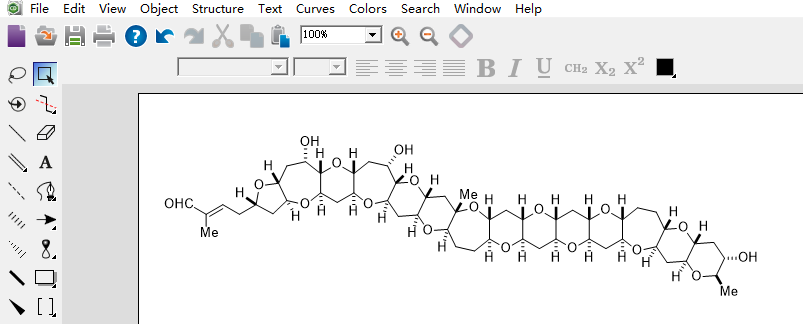 File Edit View Object Structure Text Curves Colors Search Window Help
100%
B I U CH₂ X₂ X²
A
OH
H H OH
H O H
O O H
H Me H H H H
OHC O O O O O O H
H H H H
Me H O O
H O O O H H
H H H H H OH
H O
Me